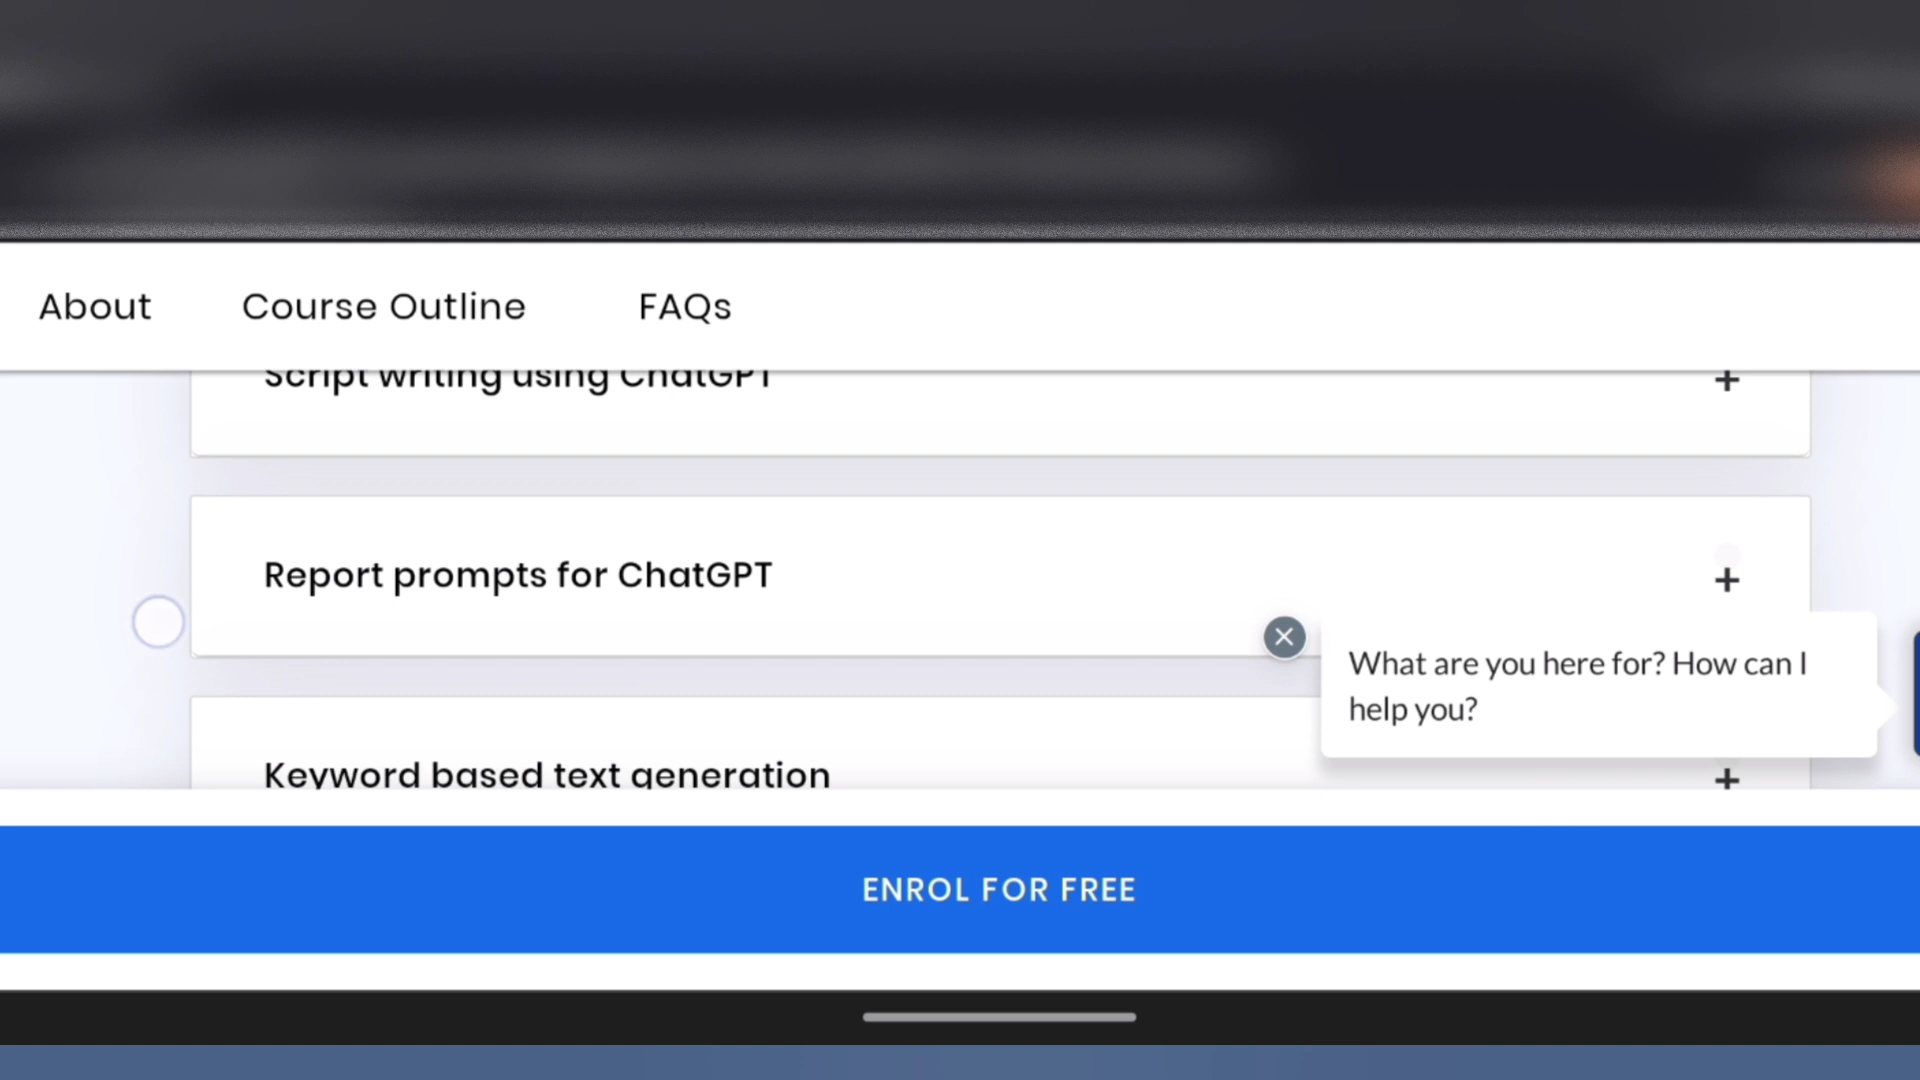 About Course Outline FAQs
Script writing using ChatGPT
+
Report prompts for ChatGPT
+
What are you here for? How can I
help you?
Keyword based text generation
+
ENROL FOR FREE